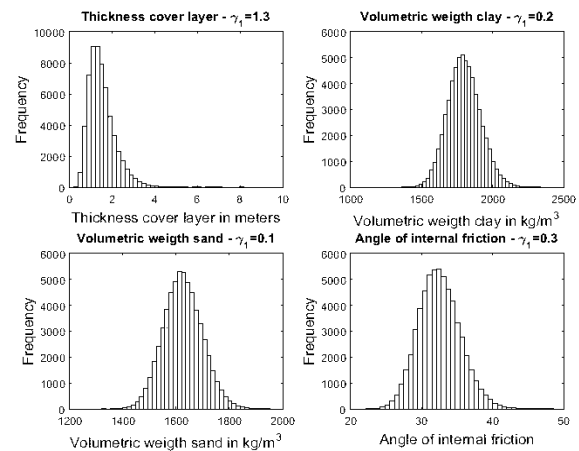 Thickness cover layer - γ₁=1.3
10000
8000
6000
4000
2000
0
Frequency
0 2 4 6 8 10
Thickness cover layer in meters
Volumetric weigth clay - γ₁=0.2
6000
5000
4000
3000
2000
1000
0
Frequency
1000 1500 2000 2500
Volumetric weigth clay in kg/m³
Volumetric weigth sand - γ₁=0.1
6000
5000
4000
3000
2000
1000
0
Frequency
1200 1400 1600 1800 2000
Volumetric weigth sand in kg/m³
Angle of internal friction - γ₁=0.3
6000
5000
4000
3000
2000
1000
0
Frequency
20 30 40 50
Angle of internal friction